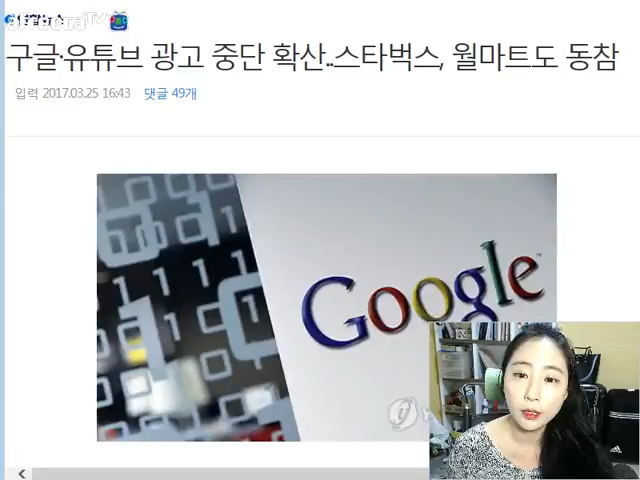 afreecaTV
구글·유튜브 광고 중단 확산..스타벅스, 월마트도 동참
입력 2017.03.25 16:43 댓글 49개
Google